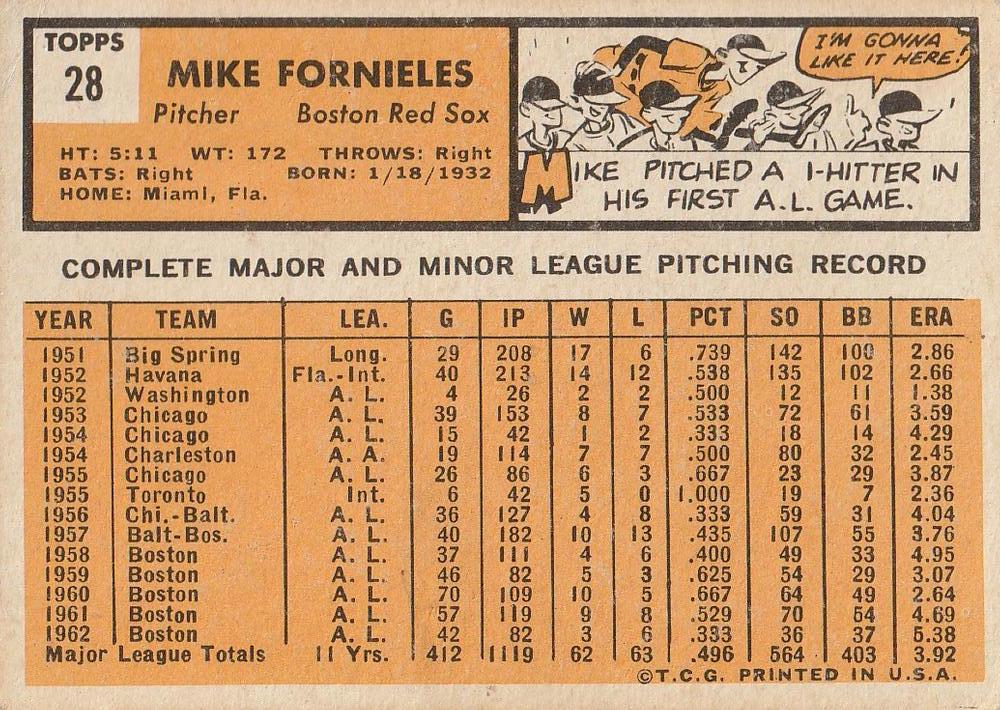 TOPPS
28
MIKE FORNIELES
Pitcher Boston Red Sox
HT: 5:11 WT: 172 THROWS: Right
BATS: Right BORN: 1/18/1932
HOME: Miami, Fla.
I'M GONNA
LIKE IT HERE!
MIKE PITCHED A 1-HITTER IN
HIS FIRST A.L. GAME.
COMPLETE MAJOR AND MINOR LEAGUE PITCHING RECORD
YEAR TEAM LEA. G IP W L PCT SO BB ERA
1951 Big Spring Long. 29 208 17 6 .739 142 100 2.86
1952 Havana Fla.-Int. 40 213 14 12 .538 135 102 2.66
1952 Washington A. L. 4 26 2 2 .500 12 11 1.38
1953 Chicago A. L. 39 153 8 7 .533 72 61 3.59
1954 Chicago A. L. 15 42 1 2 .333 18 14 4.29
1954 Charleston A. A. 19 114 7 7 .500 80 32 2.45
1955 Chicago A. L. 26 86 6 3 .667 23 29 3.87
1955 Toronto Int. 6 42 5 0 1.000 19 7 2.36
1956 Chi.-Balt. A. L. 36 127 4 8 .333 59 31 4.04
1957 Balt-Bos. A. L. 40 182 10 13 .435 107 55 3.76
1958 Boston A. L. 37 111 4 6 .400 49 33 4.95
1959 Boston A. L. 46 82 5 3 .625 54 29 3.07
1960 Boston A. L. 70 109 10 5 .667 64 49 2.64
1961 Boston A. L. 57 119 9 8 .529 70 54 4.69
1962 Boston A. L. 42 82 3 6 .333 36 37 5.38
Major League Totals 11 Yrs. 412 1119 62 63 .496 564 403 3.92
©T.C.G. PRINTED IN U.S.A.